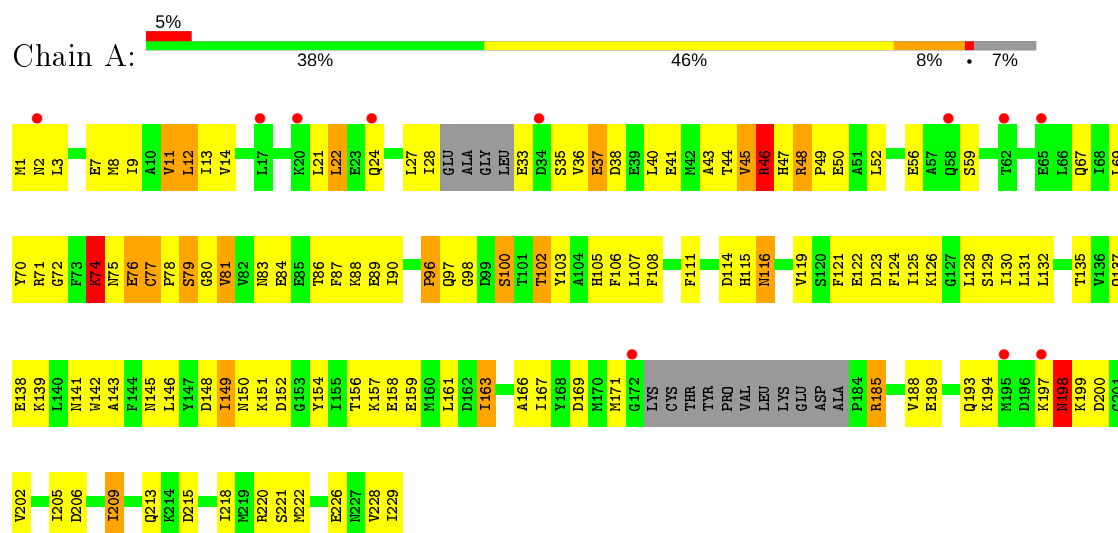 5%
Chain A:
38% 46% 8% • 7%
M1 N2 L3 E7 M8 I9 A10 V11 L12 I13 V14 L17 K20 L21 L22 E23 Q24 L27 I28 GLU ALA GLY LEU E33 D34 S35 V36 E37 D38 E39 L40 E41 M42 A43 T44 V45 R46 H47 R48 P49 E50 A51 L52 E56 A57 Q58 S59 T62 E65 L66 Q67 I68 L69
Y70 R71 G72 F73 K74 N75 E76 C77 P78 S79 G80 V81 V82 N83 E84 E85 T86 F87 K88 E89 I90 P96 Q97 G98 D99 S100 T101 T102 Y103 A104 H105 F106 L107 F108 F111 D114 H115 N116 V119 S120 F121 E122 D123 F124 I125 K126 G127 L128 S129 I130 L131 L132 T135 V136 Q137
E138 K139 L140 N141 W142 A143 F144 N145 L146 Y147 D148 I149 N150 K151 D152 G153 Y154 I155 T156 K157 E158 E159 M160 L161 D162 I163 A166 I167 Y168 D169 M170 M171 G172 LYS CYS THR TYR PRO VAL LEU LYS GLU ASP ALA P184 R185 V188 E189 Q193 K194 M195 D196 K197 N198 K199 D200 G201
V202 I205 D206 I209 Q213 K214 D215 I218 M219 R220 S221 M222 E226 N227 V228 I229